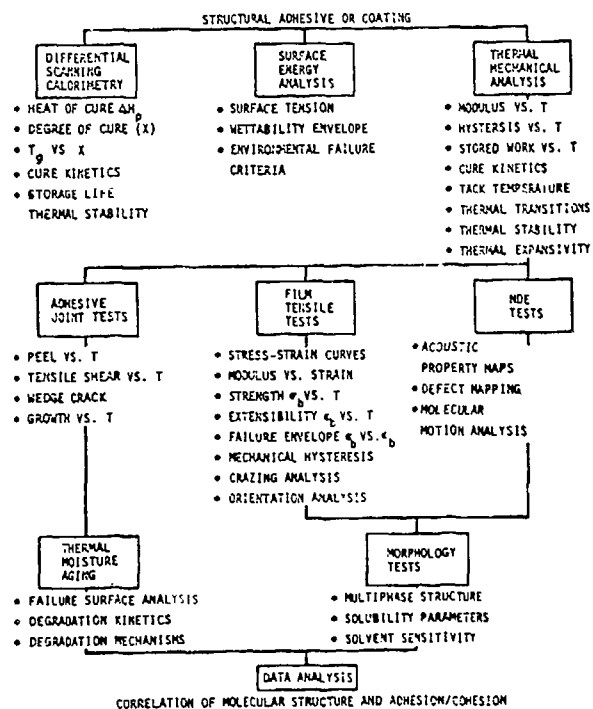 STRUCTURAL ADHESIVE OR COATING
DIFFERENTIAL
SCANNING
CALORIMETRY
• HEAT OF CURE ΔHp
• DEGREE OF CURE (X)
• Tg VS X
• CURE KINETICS
• STORAGE LIFE
THERMAL STABILITY
SURFACE
ENERGY
ANALYSIS
• SURFACE TENSION
• WETTABILITY ENVELOPE
• ENVIRONMENTAL FAILURE
CRITERIA
THERMAL
MECHANICAL
ANALYSIS
• MODULUS VS. T
• HYSTERSIS VS. T
• STORED WORK VS. T
• CURE KINETICS
• TACK TEMPERATURE
• THERMAL TRANSITIONS
• THERMAL STABILITY
• THERMAL EXPANSIVITY
ADHESIVE
JOINT TESTS
• PEEL VS. T
• TENSILE SHEAR VS. T
• WEDGE CRACK
• GROWTH VS. T
FILM
TENSILE
TESTS
• STRESS-STRAIN CURVES
• MODULUS VS. STRAIN
• STRENGTH VS. T
• EXTENSIBILITY VS. T
• FAILURE ENVELOPE VS.
• MECHANICAL HYSTERESIS
• CRAZING ANALYSIS
• ORIENTATION ANALYSIS
NDE
TESTS
• ACOUSTIC
PROPERTY MAPS
• DEFECT MAPPING
• MOLECULAR
MOTION ANALYSIS
THERMAL
MOISTURE
AGING
• FAILURE SURFACE ANALYSIS
• DEGRADATION KINETICS
• DEGRADATION MECHANISMS
MORPHOLOGY
TESTS
• MULTIPHASE STRUCTURE
• SOLUBILITY PARAMETERS
• SOLVENT SENSITIVITY
DATA ANALYSIS
CORRELATION OF MOLECULAR STRUCTURE AND ADHESION/COHESION